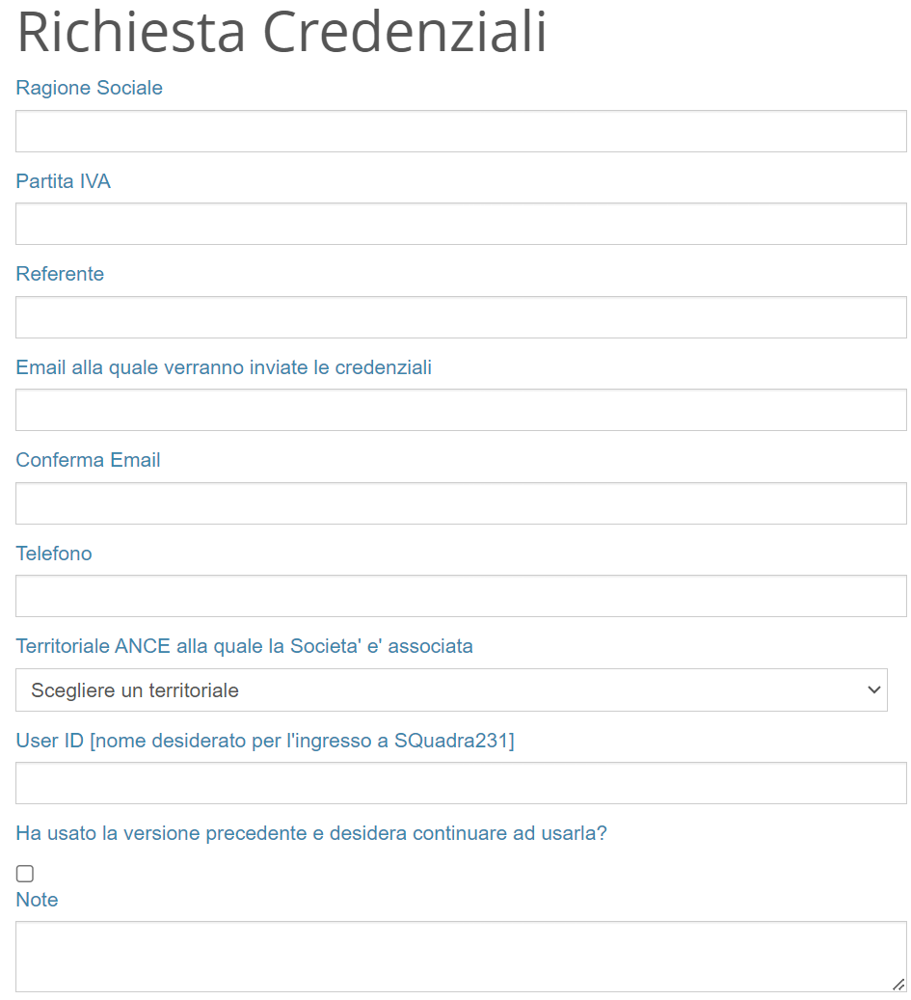 Richiesta Credenziali
Ragione Sociale
Partita IVA
Referente
Email alla quale verranno inviate le credenziali
Conferma Email
Telefono
Territoriale ANCE alla quale la Societa' e' associata
Scegliere un territoriale
User ID [nome desiderato per l'ingresso a SQuadra231]
Ha usato la versione precedente e desidera continuare ad usarla?
Note